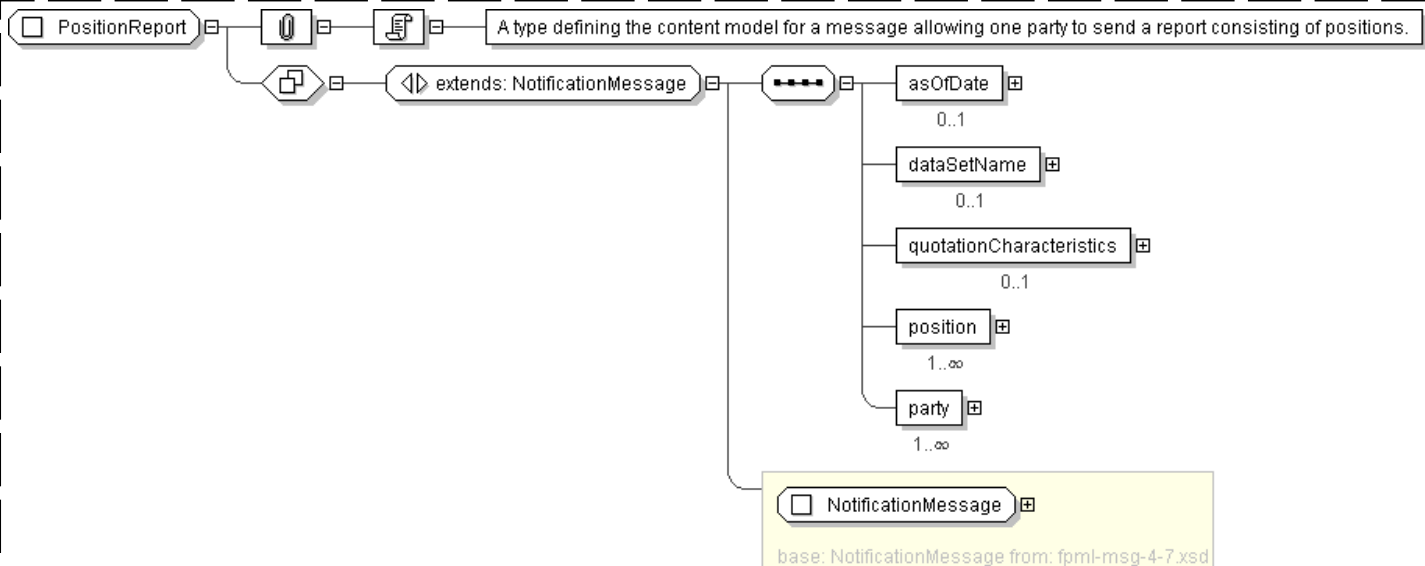 PositionReport
A type defining the content model for a message allowing one party to send a report consisting of positions.
extends: NotificationMessage
asOfDate
0..1
dataSetName
0..1
quotationCharacteristics
0..1
position
1..∞
party
1..∞
NotificationMessage
base: NotificationMessage from: fpml-msg-4-7.xsd